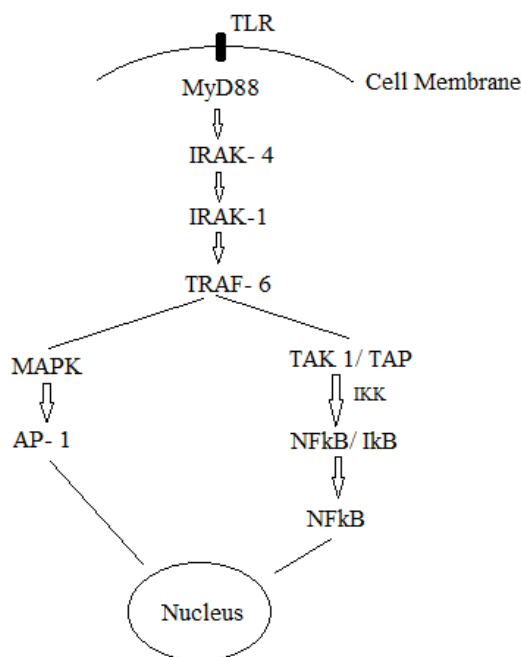 TLR
Cell Membrane
MyD88
IRAK- 4
IRAK-1
TRAF- 6
MAPK
TAK 1/ TAP
IKK
AP- 1
NFkB/ IkB
NFkB
Nucleus